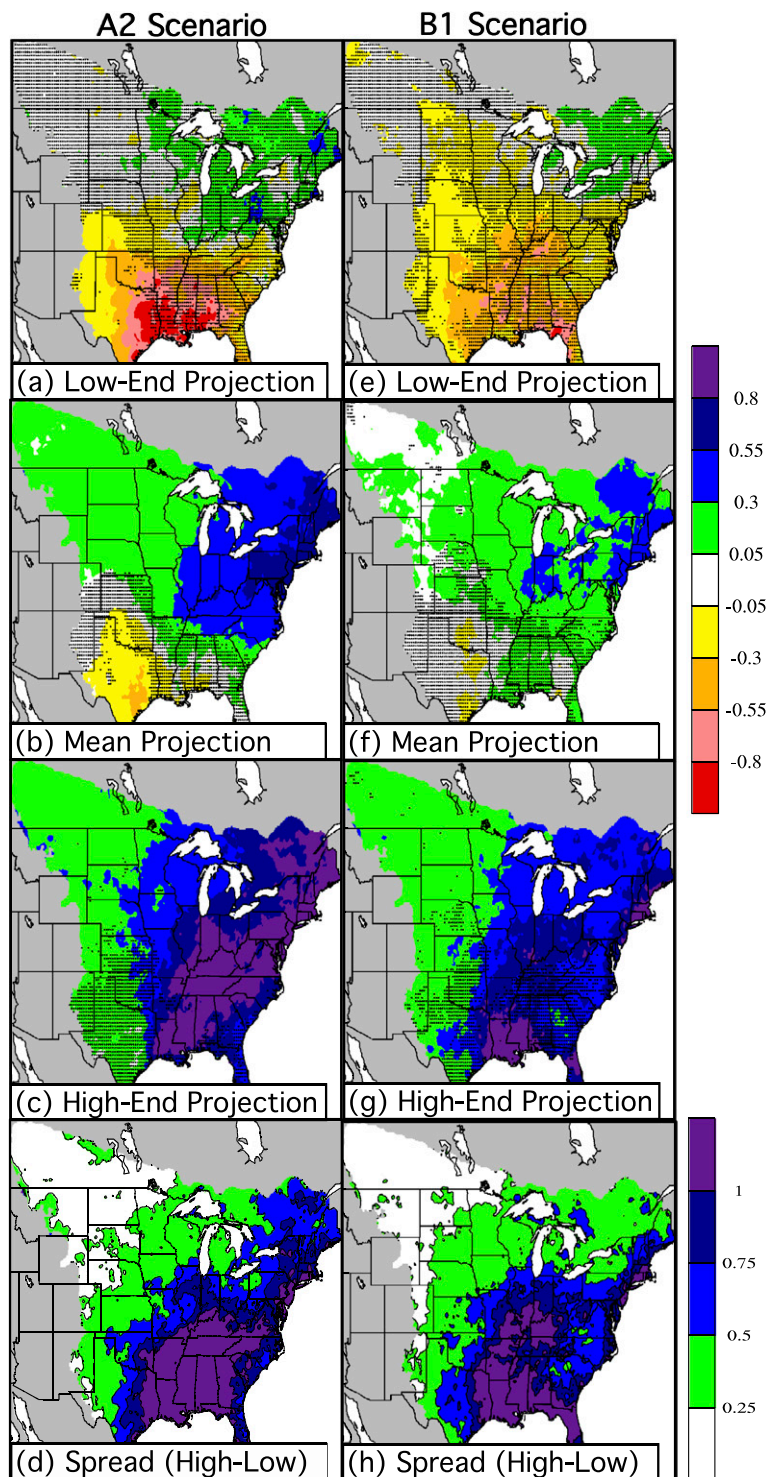 A2 Scenario
B1 Scenario
(a) Low-End Projection
(e) Low-End Projection
(b) Mean Projection
(f) Mean Projection
0.8
0.55
0.3
0.05
-0.05
-0.3
-0.55
-0.8
(c) High-End Projection
(g) High-End Projection
(d) Spread (High-Low)
(h) Spread (High-Low)
1
0.75
0.5
0.25